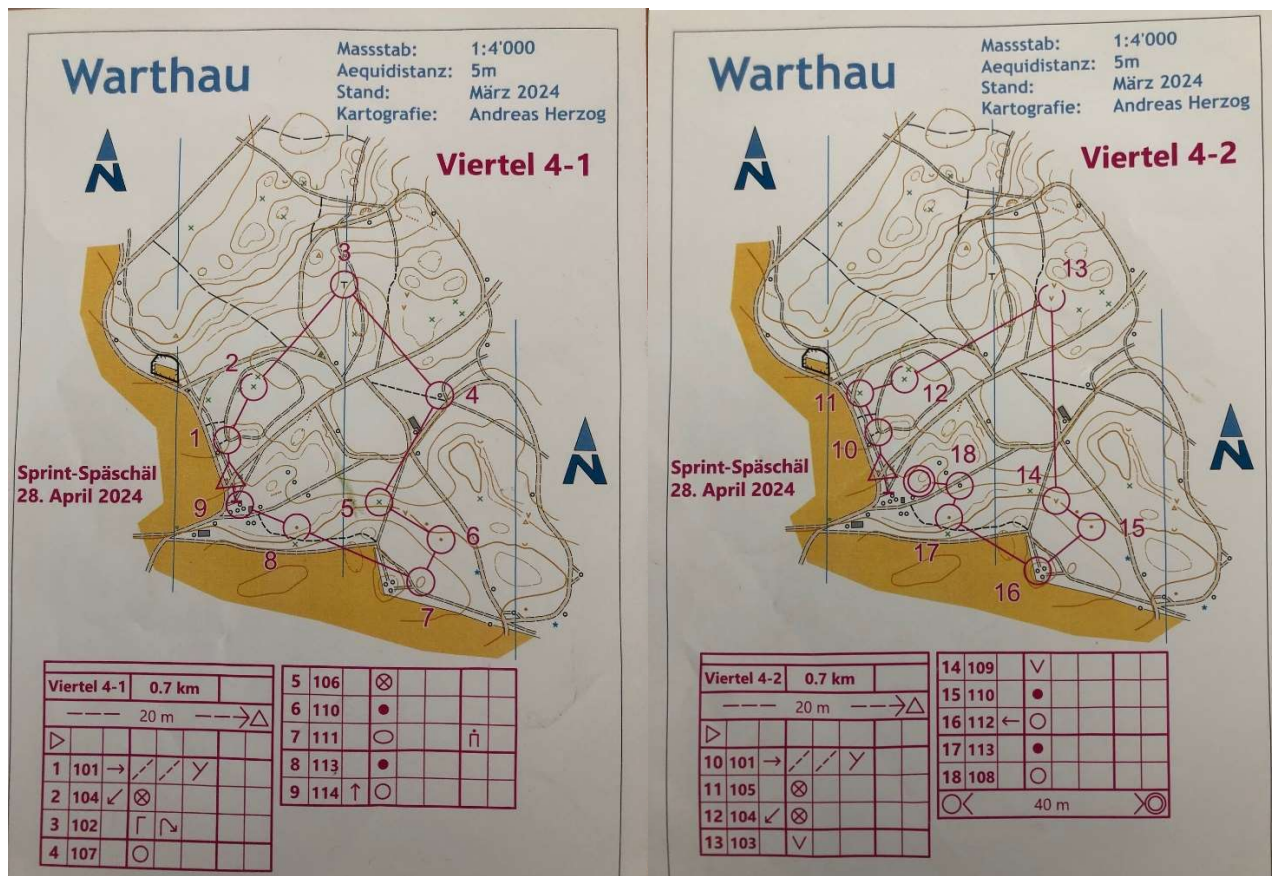 Warthau
Massstab: 1:4'000
Aequidistanz: 5m
Stand: März 2024
Kartografie: Andreas Herzog
N
Viertel 4-1
3
2
4
1
N
Sprint-Späschäl
28. April 2024
9
5
6
8
7
Viertel 4-1 0.7 km
20 m
1 101
2 104
3 102
4 107
5 106
6 110
7 111
8 113
9 114
Warthau
Massstab: 1:4'000
Aequidistanz: 5m
Stand: März 2024
Kartografie: Andreas Herzog
N
Viertel 4-2
13
11
12
10
N
Sprint-Späschäl
28. April 2024
18
14
15
17
16
Viertel 4-2 0.7 km
20 m
10 101
11 105
12 104
13 103
14 109
15 110
16 112
17 113
18 108
40 m